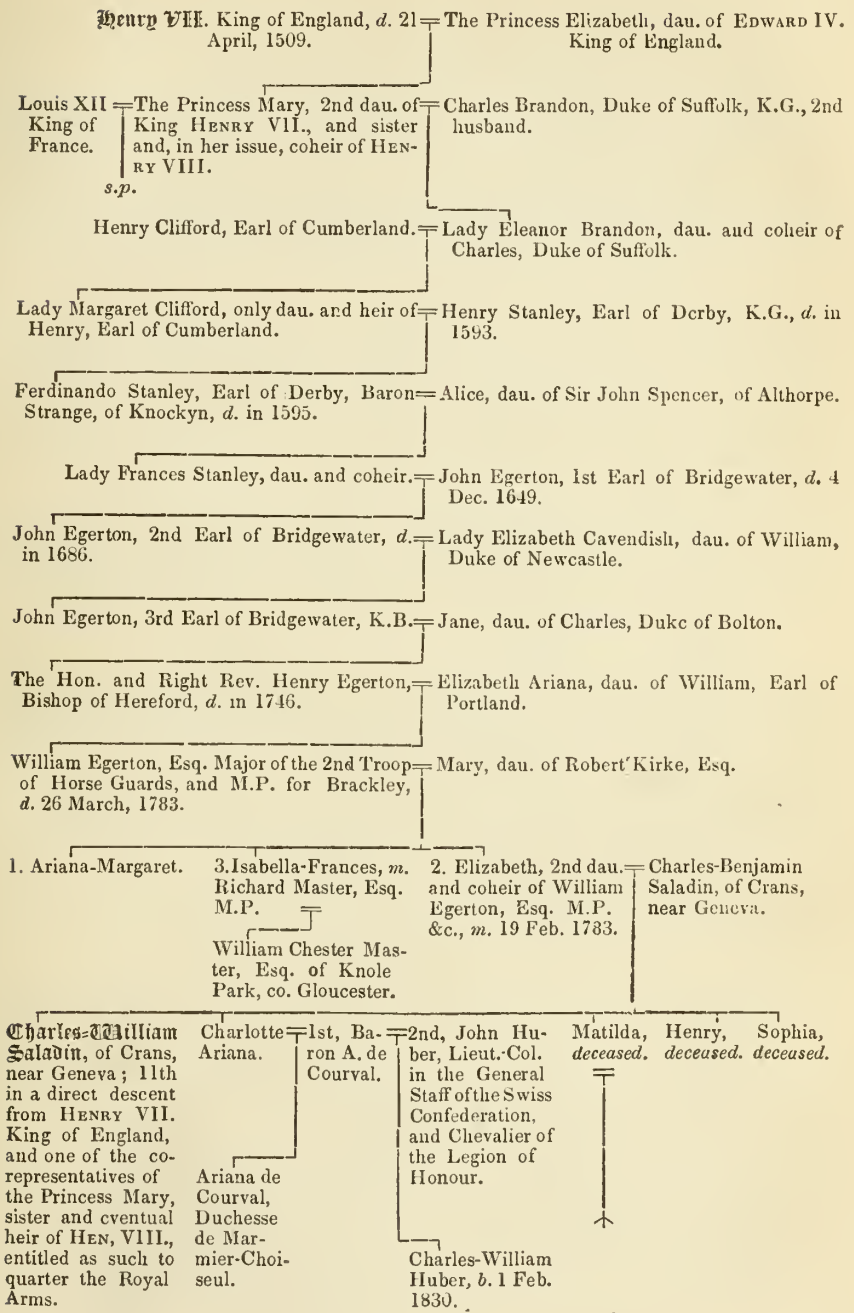 Henry VII. King of England, d. 21
April, 1509.
The Princess Elizabeth, dau. of EDWARD IV.
King of England.
Louis XII
King of
France.
s.p.
The Princess Mary, 2nd dau. of
King HENRY VII., and sister
and, in her issue, coheir of HEN-
RY VIII.
Charles Brandon, Duke of Suffolk, K.G., 2nd
husband.
Henry Clifford, Earl of Cumberland.
Lady Eleanor Brandon, dau. and coheir of
Charles, Duke of Suffolk.
Lady Margaret Clifford, only dau. and heir of
Henry, Earl of Cumberland.
Henry Stanley, Earl of Derby, K.G., d. in
1593.
Ferdinando Stanley, Earl of Derby, Baron
Strange, of Knockyn, d. in 1595.
Alice, dau. of Sir John Spencer, of Althorpe.
Lady Frances Stanley, dau. and coheir.
John Egerton, 1st Earl of Bridgewater, d. 4
Dec. 1649.
John Egerton, 2nd Earl of Bridgewater, d.
in 1686.
Lady Elizabeth Cavendish, dau. of William,
Duke of Newcastle.
John Egerton, 3rd Earl of Bridgewater, K.B.
Jane, dau. of Charles, Duke of Bolton.
The Hon. and Right Rev. Henry Egerton,
Bishop of Hereford, d. in 1746.
Elizabeth Ariana, dau. of William, Earl of
Portland.
William Egerton, Esq. Major of the 2nd Troop
of Horse Guards, and M.P. for Brackley,
d. 26 March, 1783.
Mary, dau. of Robert Kirke, Esq.
1. Ariana-Margaret.
3. Isabella-Frances, m.
Richard Master, Esq.
M.P.
William Chester Mas-
ter, Esq. of Knole
Park, co. Gloucester.
2. Elizabeth, 2nd dau.
and coheir of William
Egerton, Esq. M.P.
&c., m. 19 Feb. 1783.
Charles-Benjamin
Saladin, of Crans,
near Geneva.
Charles-William
Saladin, of Crans,
near Geneva; 11th
in a direct descent
from HENRY VII.
King of England,
and one of the co-
representatives of
the Princess Mary,
sister and eventual
heir of HEN, VIII.,
entitled as such to
quarter the Royal
Arms.
Charlotte
Ariana.
1st, Ba-
ron A. de
Courval.
Ariana de
Courval,
Duchesse
de Mar-
mier-Choi-
seul.
2nd, John Hu-
ber, Lieut.-Col.
in the General
Staff of the Swiss
Confederation,
and Chevalier of
the Legion of
Honour.
Charles-William
Huber, b. 1 Feb.
1830.
Matilda,
deceased.
Henry,
deceased.
Sophia,
deceased.